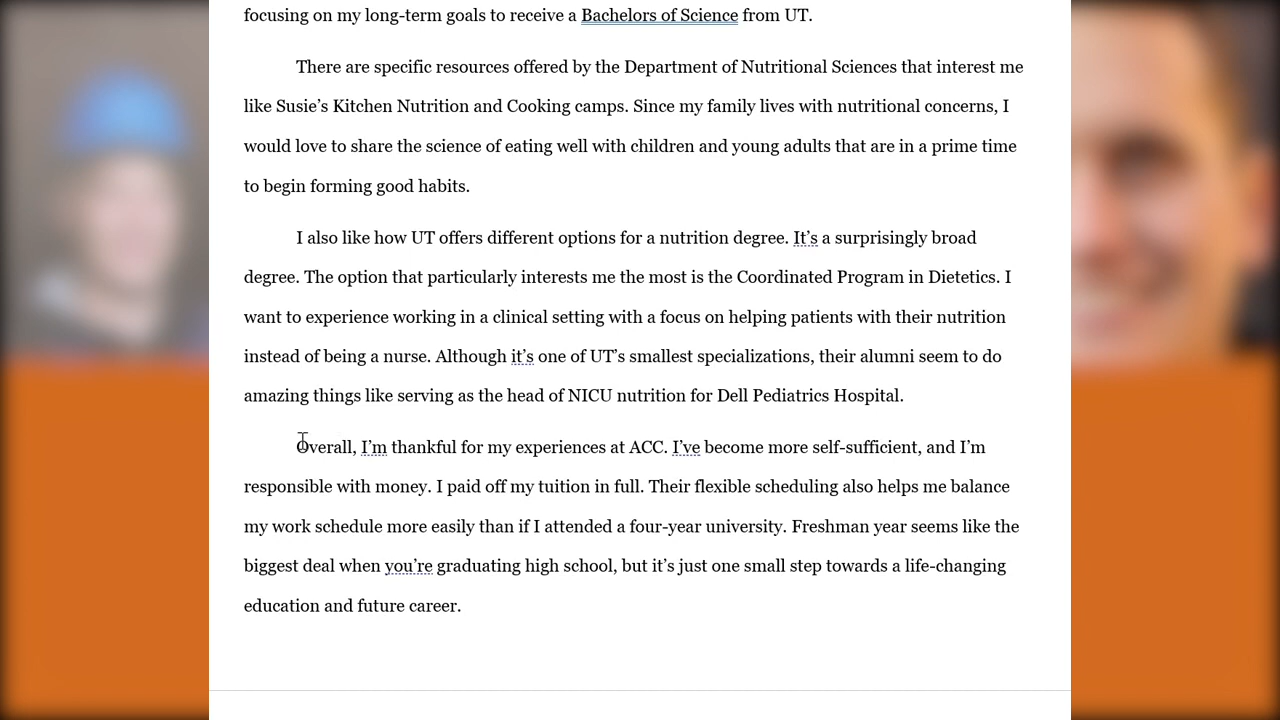 focusing on my long-term goals to receive a Bachelors of Science from UT.
There are specific resources offered by the Department of Nutritional Sciences that interest me
like Susie’s Kitchen Nutrition and Cooking camps. Since my family lives with nutritional concerns, I
would love to share the science of eating well with children and young adults that are in a prime time
to begin forming good habits.
I also like how UT offers different options for a nutrition degree. It’s a surprisingly broad
degree. The option that particularly interests me the most is the Coordinated Program in Dietetics. I
want to experience working in a clinical setting with a focus on helping patients with their nutrition
instead of being a nurse. Although it’s one of UT’s smallest specializations, their alumni seem to do
amazing things like serving as the head of NICU nutrition for Dell Pediatrics Hospital.
Overall, I’m thankful for my experiences at ACC. I’ve become more self-sufficient, and I’m
responsible with money. I paid off my tuition in full. Their flexible scheduling also helps me balance
my work schedule more easily than if I attended a four-year university. Freshman year seems like the
biggest deal when you’re graduating high school, but it’s just one small step towards a life-changing
education and future career.